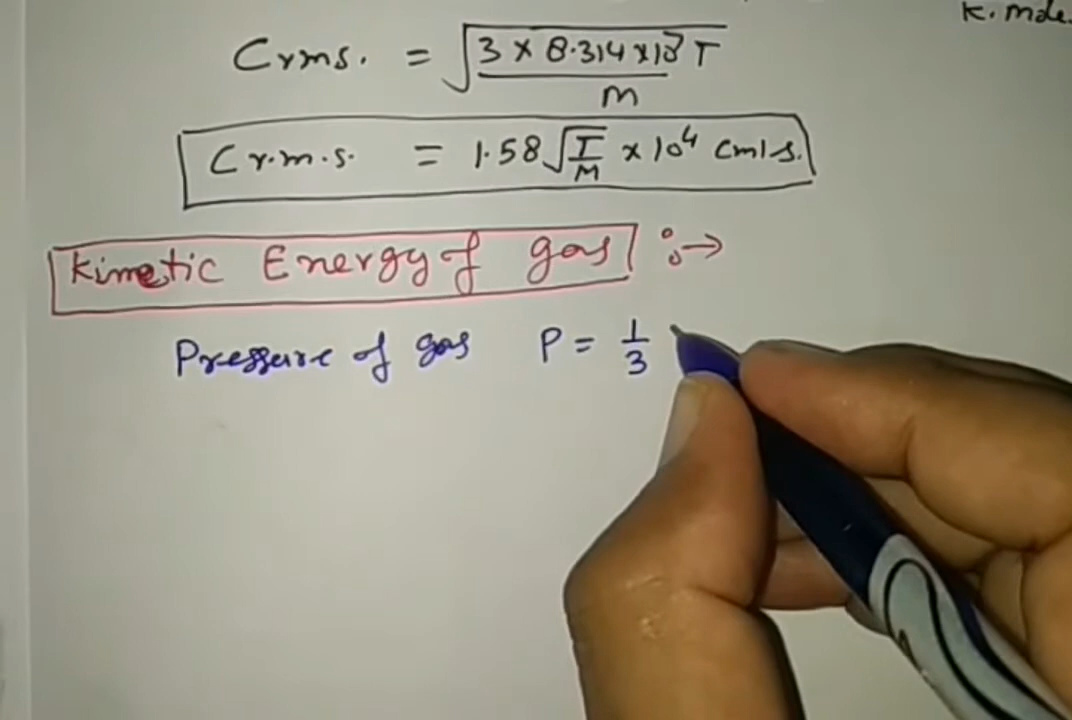 K. mole.
Crms. = √3 × 8.314 × 10⁷ T / M
Cr.m.s. = 1.58 √T/M × 10⁴ cm/s.
Kinetic Energy of gas :→
Pressure of gas P = 1/3